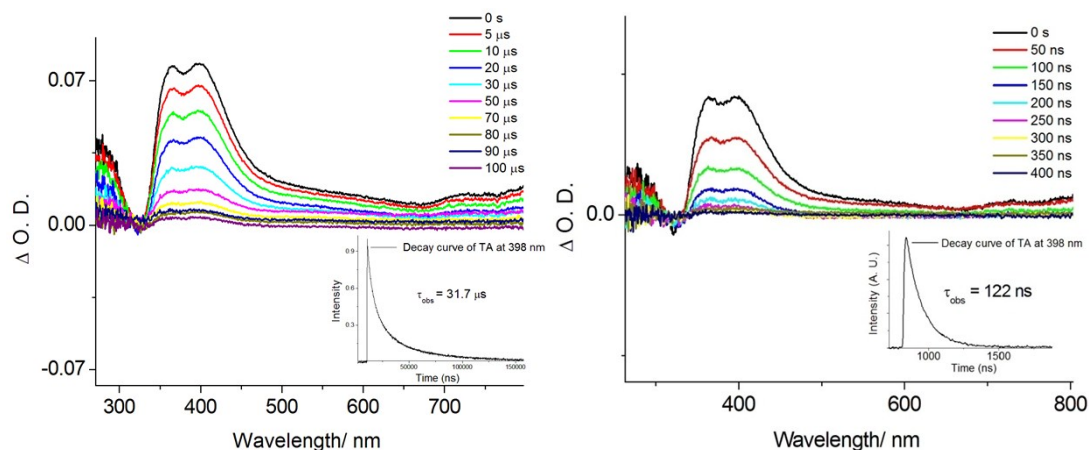 0 s
5 μs
10 μs
20 μs
30 μs
50 μs
70 μs
80 μs
90 μs
100 μs
0.07
0.00
-0.07
Δ O. D.
300 400 500 600 700
Wavelength/ nm
Decay curve of TA at 398 nm
τobs = 31.7 μs
0.9
0.6
0.3
Intensity
50000 100000 150000
Time (ns)
0 s
50 ns
100 ns
150 ns
200 ns
250 ns
300 ns
350 ns
400 ns
0.0
Δ O. D.
400 600 800
Wavelength/ nm
Decay curve of TA at 398 nm
τobs = 122 ns
Intensity (A. U.)
1000 1500
Time (ns)